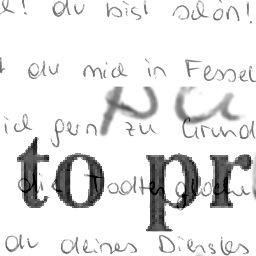 ! du bist schön!
du mich in Fessel
ich gern zu Grund
to pr
die Todtenglocke
du deines Dienstes